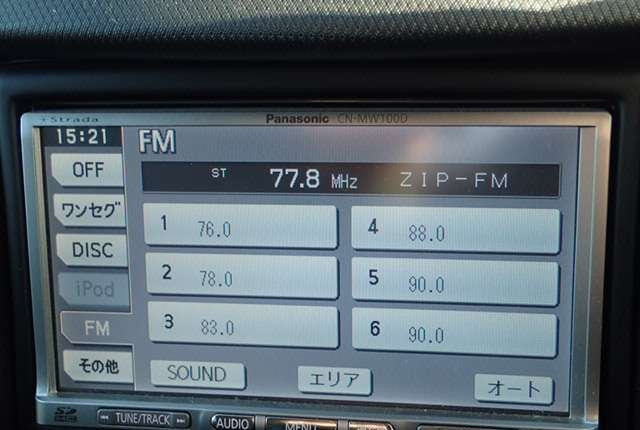 Strada
Panasonic CN-MW100D
15:21
FM
OFF
ST 77.8 MHz ZIP-FM
ワンセグ
DISC
iPod
FM
その他
1 76.0
2 78.0
3 83.0
4 88.0
5 90.0
6 90.0
SOUND
エリア
オート
SD
TUNE/TRACK
AUDIO
MENU